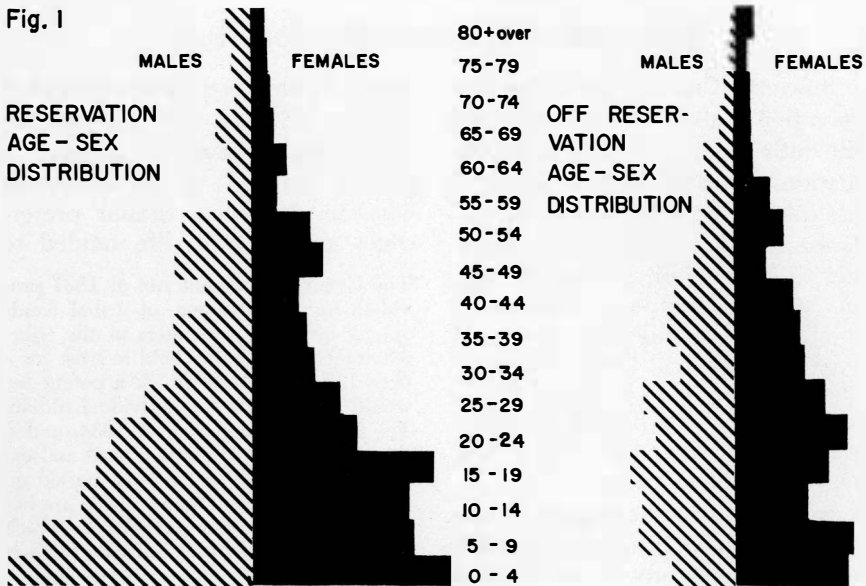 Fig. I
MALES FEMALES
RESERVATION
AGE-SEX
DISTRIBUTION
80+ over
75-79
70-74
65-69
60-64
55-59
50-54
45-49
40-44
35-39
30-34
25-29
20-24
15-19
10-14
5-9
0-4
MALES FEMALES
OFF RESER-
VATION
AGE-SEX
DISTRIBUTION